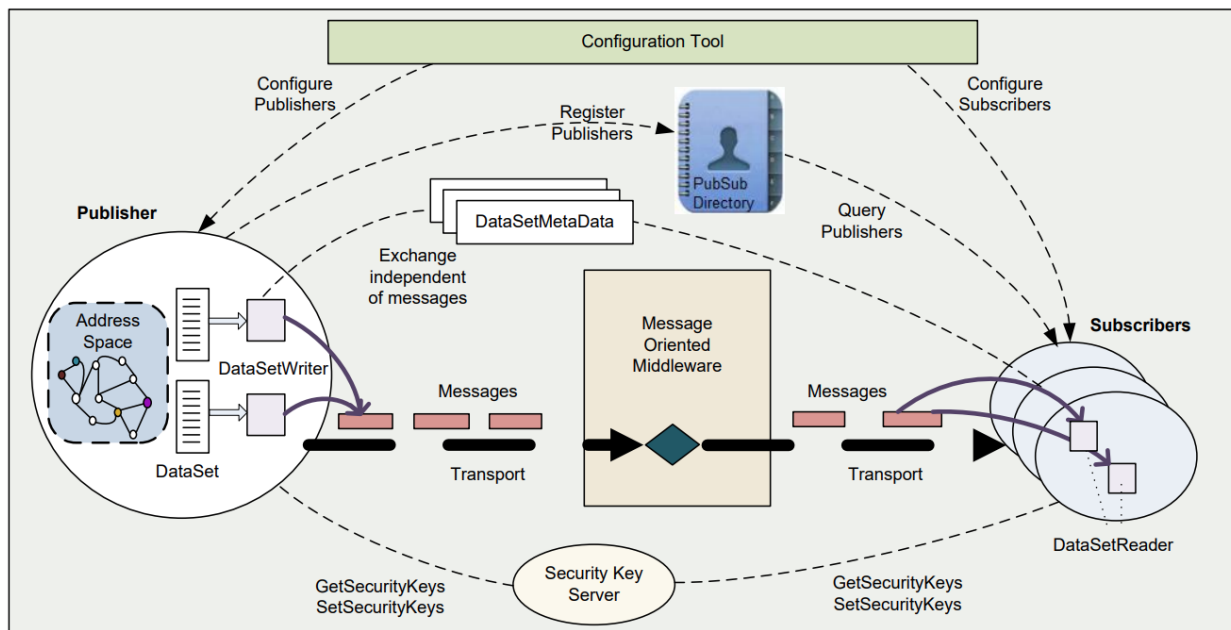 Configuration Tool
Configure
Publishers
Register
Publishers
Configure
Subscribers
PubSub
Directory
Publisher
DataSetMetaData
Query
Publishers
Exchange
independent
of messages
Address
Space
DataSetWriter
DataSet
Message
Oriented
Middleware
Subscribers
Messages
Messages
Transport
Transport
DataSetReader
Security Key
Server
GetSecurityKeys
SetSecurityKeys
GetSecurityKeys
SetSecurityKeys